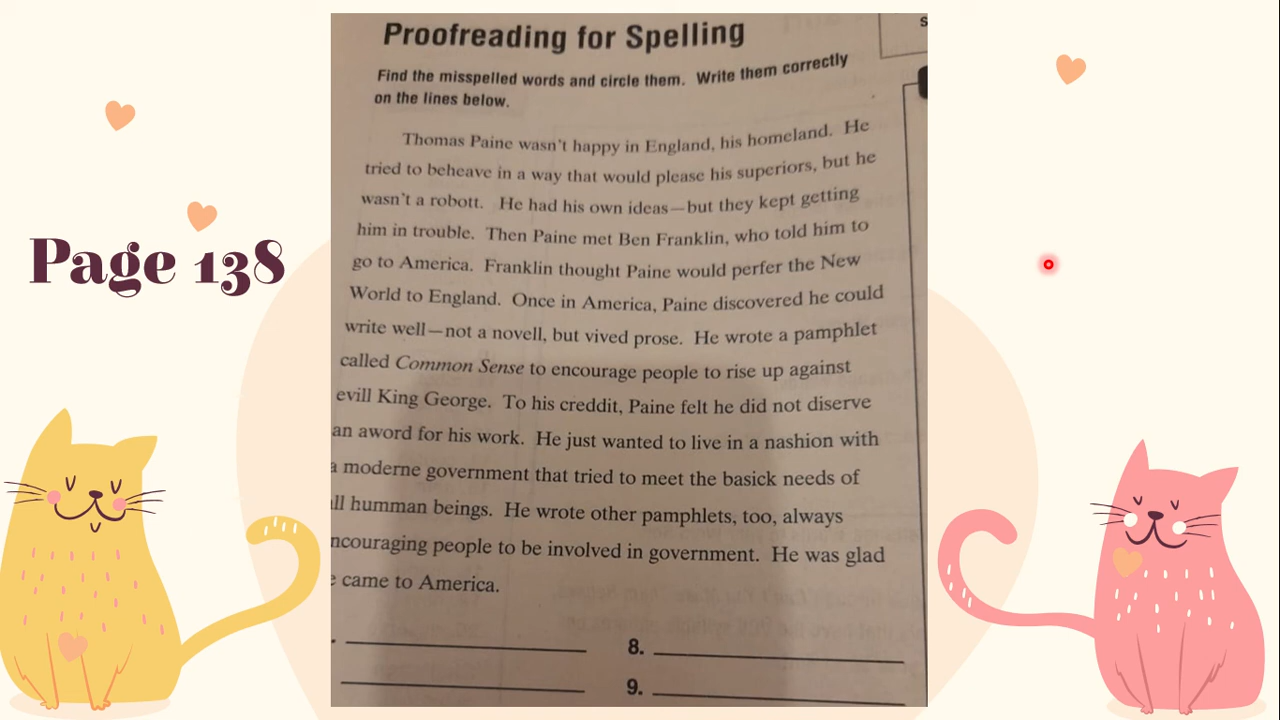 Page 138
Proofreading for Spelling
Find the misspelled words and circle them. Write them correctly
on the lines below.
Thomas Paine wasn't happy in England, his homeland. He
tried to beheave in a way that would please his superiors, but he
wasn't a robott. He had his own ideas—but they kept getting
him in trouble. Then Paine met Ben Franklin, who told him to
go to America. Franklin thought Paine would perfer the New
World to England. Once in America, Paine discovered he could
write well—not a novell, but vived prose. He wrote a pamphlet
called Common Sense to encourage people to rise up against
evill King George. To his creddit, Paine felt he did not diserve
an aword for his work. He just wanted to live in a nashion with
a moderne government that tried to meet the basick needs of
ll humman beings. He wrote other pamphlets, too, always
ncouraging people to be involved in government. He was glad
e came to America.
8.
9.